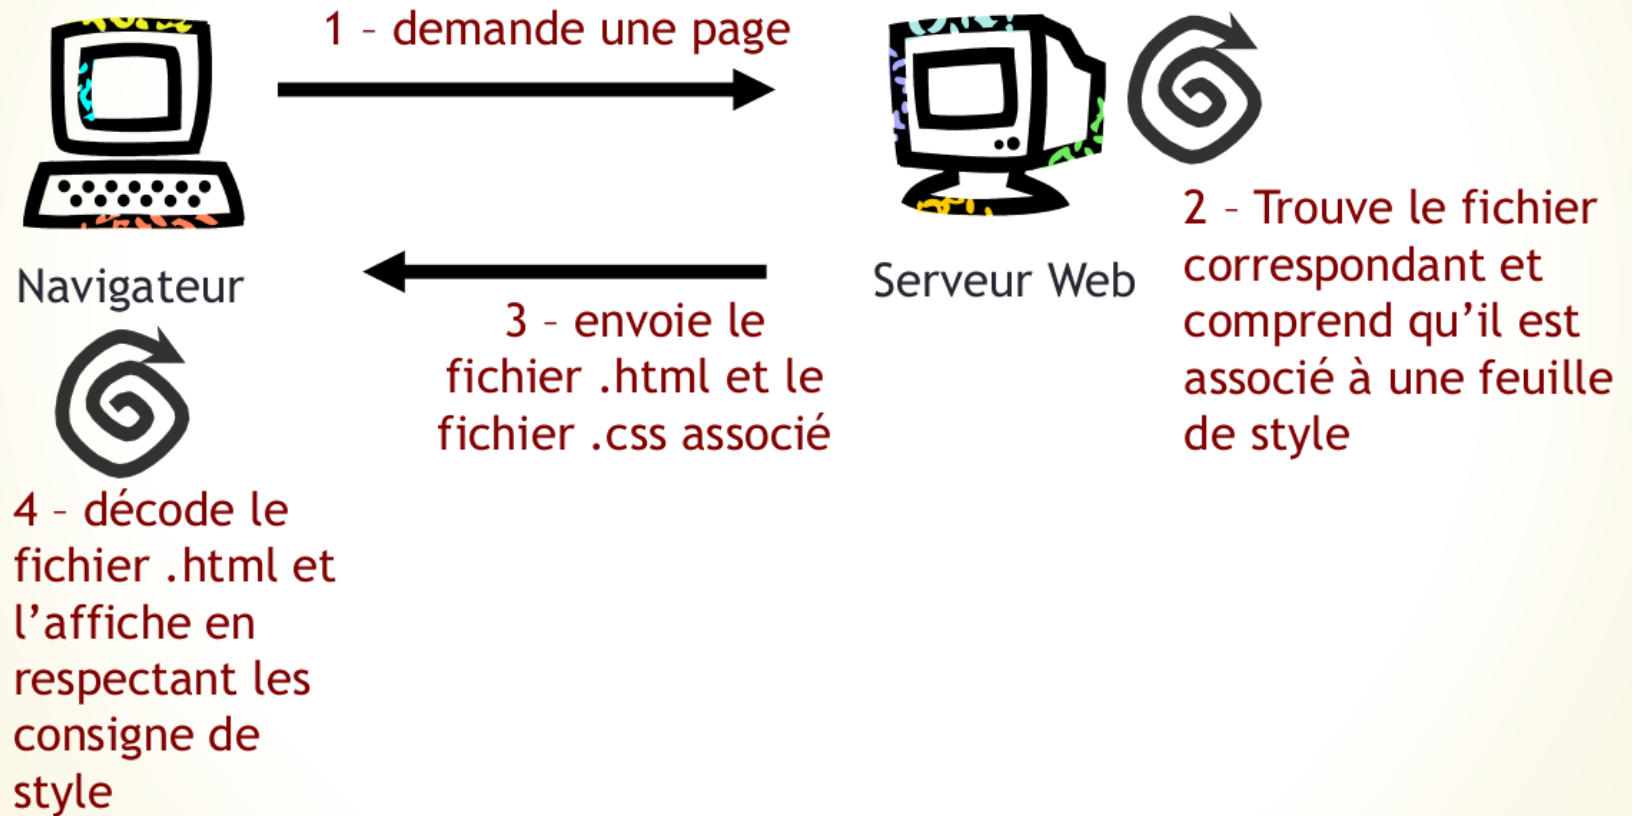 1 – demande une page
Navigateur
Serveur Web
2 – Trouve le fichier
correspondant et
comprend qu’il est
associé à une feuille
de style
3 – envoie le
fichier .html et le
fichier .css associé
4 – décode le
fichier .html et
l’affiche en
respectant les
consigne de
style